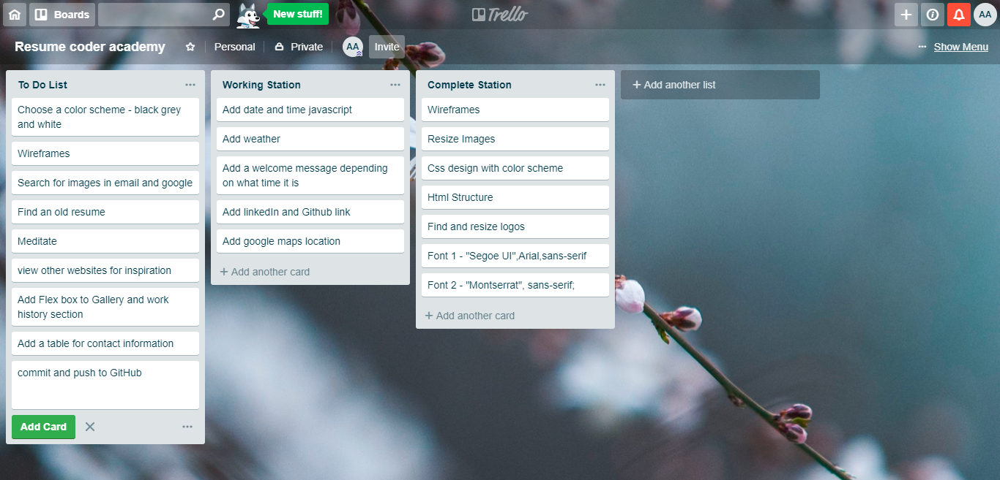 Boards
New stuff!
Trello
AA
Resume coder academy
Personal
Private
AA
Invite
Show Menu
To Do List
Choose a color scheme - black grey
and white
Wireframes
Search for images in email and google
Find an old resume
Meditate
view other websites for inspiration
Add Flex box to Gallery and work
history section
Add a table for contact information
commit and push to GitHub
Add Card
Working Station
Add date and time javascript
Add weather
Add a welcome message depending
on what time it is
Add linkedIn and Github link
Add google maps location
+ Add another card
Complete Station
Wireframes
Resize Images
Css design with color scheme
Html Structure
Find and resize logos
Font 1 - "Segoe UI",Arial,sans-serif
Font 2 - "Montserrat", sans-serif;
+ Add another card
+ Add another list